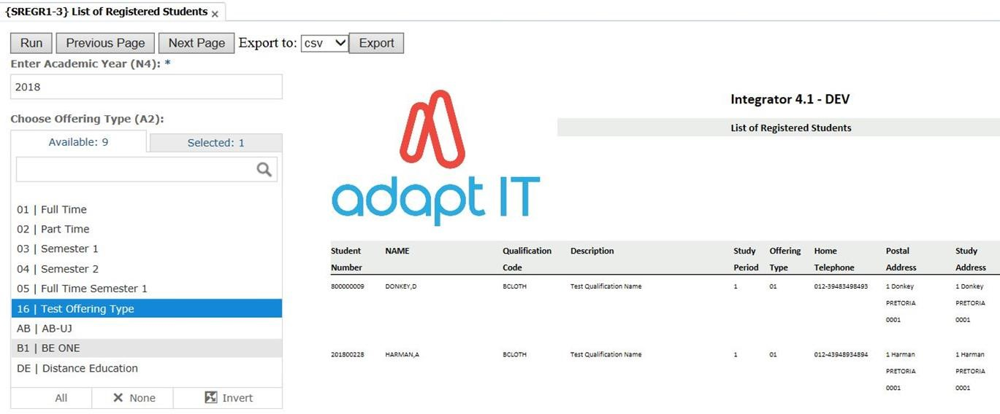 {SREGR1-3} List of Registered Students ×
Run Previous Page Next Page Export to: csv Export
Enter Academic Year (N4): *
2018
Choose Offering Type (A2):
Available: 9 Selected: 1
01 | Full Time
02 | Part Time
03 | Semester 1
04 | Semester 2
05 | Full Time Semester 1
16 | Test Offering Type
AB | AB-UJ
B1 | BE ONE
DE | Distance Education
All × None Invert
adapt IT
Integrator 4.1 - DEV
List of Registered Students
Student NAME Qualification Description Study Offering Home Postal Study
Number Code Period Type Telephone Address Address
800000009 DONKEY,D BCLOTH Test Qualification Name 1 01 012-39483498493 1 Donkey 1 Donkey
PRETORIA PRETORIA
0001 0001
201800228 HARMAN,A BCLOTH Test Qualification Name 1 01 012-43948934894 1 Harman 1 Harman
PRETORIA PRETORIA
0001 0001